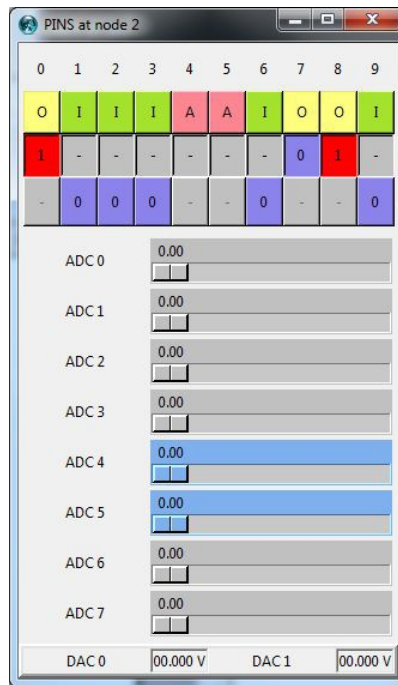 PINS at node 2
0 1 2 3 4 5 6 7 8 9
O I I I A A I O O I
1 - - - - - - 0 1 -
- 0 0 0 - - 0 - - 0
0.00
ADC 0
0.00
ADC 1
0.00
ADC 2
0.00
ADC 3
0.00
ADC 4
0.00
ADC 5
0.00
ADC 6
0.00
ADC 7
DAC 0 00.000 V DAC 1 00.000 V